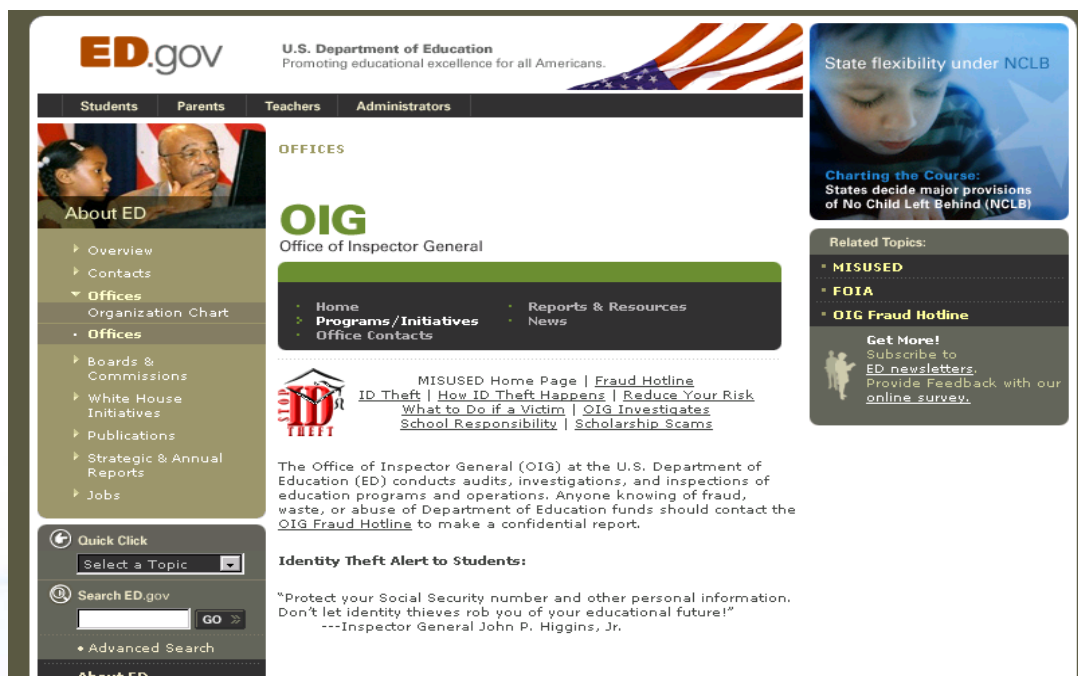 ED.gov
U.S. Department of Education
Promoting educational excellence for all Americans.
Students Parents Teachers Administrators
About ED
Overview
Contacts
Offices
Organization Chart
Offices
Boards &
Commissions
White House
Initiatives
Publications
Strategic & Annual
Reports
Jobs
Quick Click
Select a Topic
Search ED.gov
GO
Advanced Search
About ED
OFFICES
OIG
Office of Inspector General
Home
Programs/Initiatives
Office Contacts
Reports & Resources
News
STOP ID THEFT
MISUSED Home Page | Fraud Hotline
ID Theft | How ID Theft Happens | Reduce Your Risk
What to Do if a Victim | OIG Investigates
School Responsibility | Scholarship Scams
The Office of Inspector General (OIG) at the U.S. Department of
Education (ED) conducts audits, investigations, and inspections of
education programs and operations. Anyone knowing of fraud,
waste, or abuse of Department of Education funds should contact the
OIG Fraud Hotline to make a confidential report.
Identity Theft Alert to Students:
“Protect your Social Security number and other personal information.
Don’t let identity thieves rob you of your educational future!”
---Inspector General John P. Higgins, Jr.
State flexibility under NCLB
Charting the Course:
States decide major provisions
of No Child Left Behind (NCLB)
Related Topics:
MISUSED
FOIA
OIG Fraud Hotline
Get More!
Subscribe to
ED newsletters.
Provide Feedback with our
online survey.